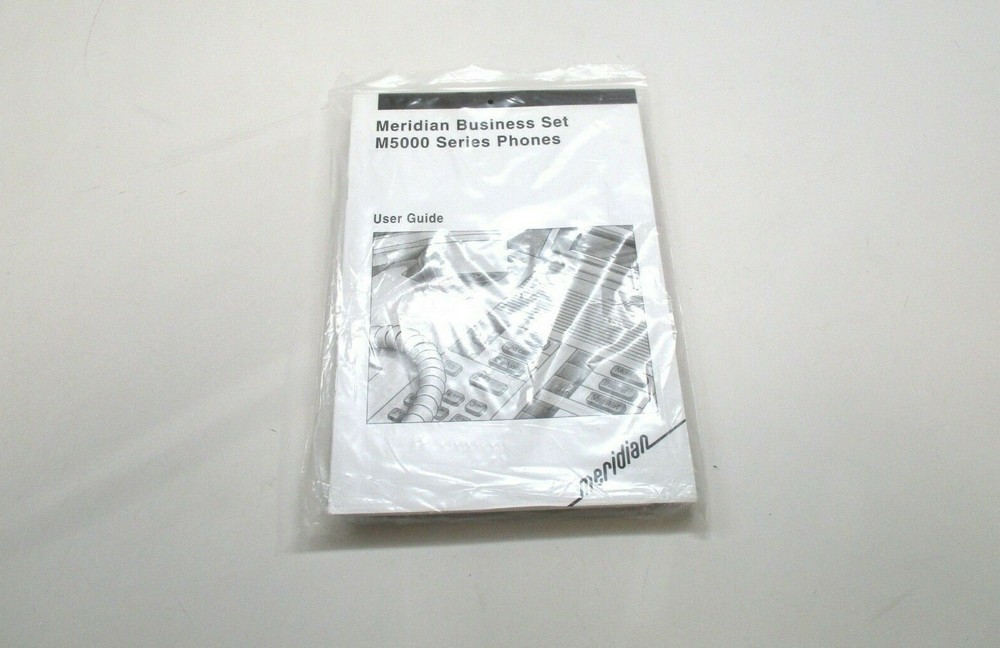 Meridian Business Set
M5000 Series Phones
User Guide
meridian